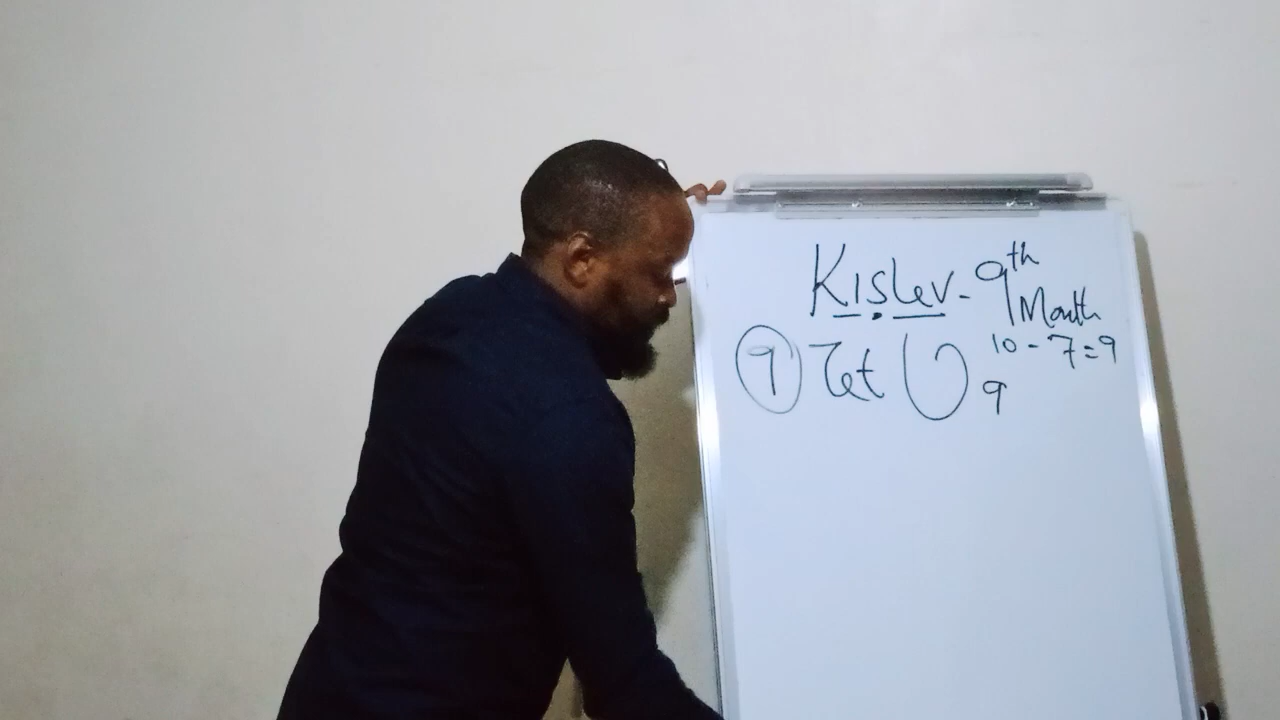 Kislev - 9th
Month
9 Tet ט 10 - 7 = 9
9